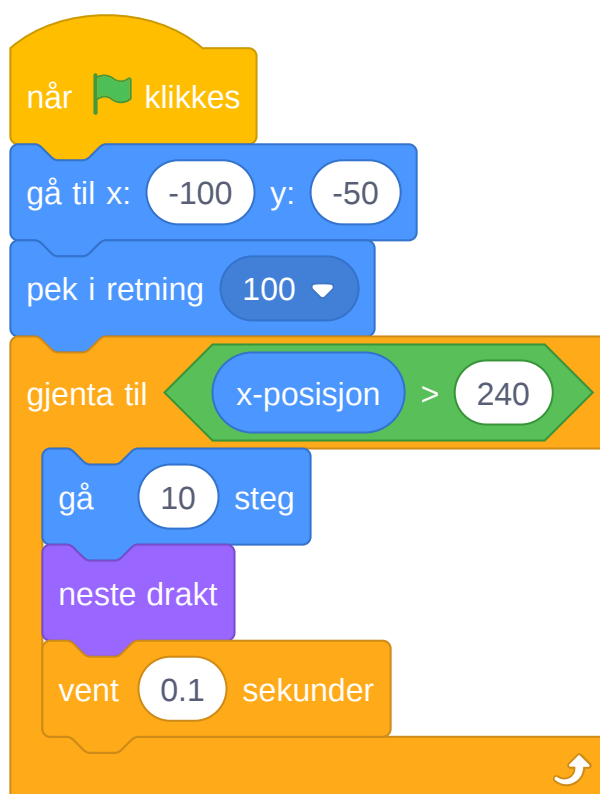 når klikkes
gå til x: -100 y: -50
pek i retning 100
gjenta til x-posisjon > 240
gå 10 steg
neste drakt
vent 0.1 sekunder